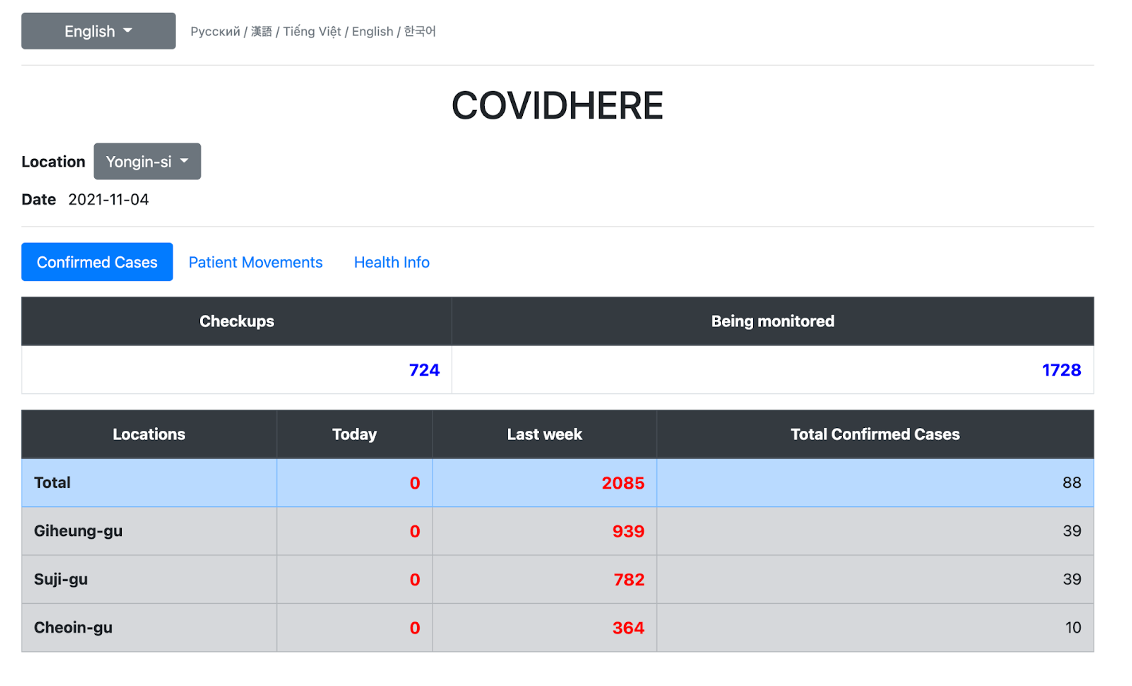 English
Русский / 漢語 / Tiếng Việt / English / 한국어
COVIDHERE
Location Yongin-si
Date 2021-11-04
Confirmed Cases Patient Movements Health Info
Checkups Being monitored
724 1728
Locations Today Last week Total Confirmed Cases
Total 0 2085 88
Giheung-gu 0 939 39
Suji-gu 0 782 39
Cheoin-gu 0 364 10